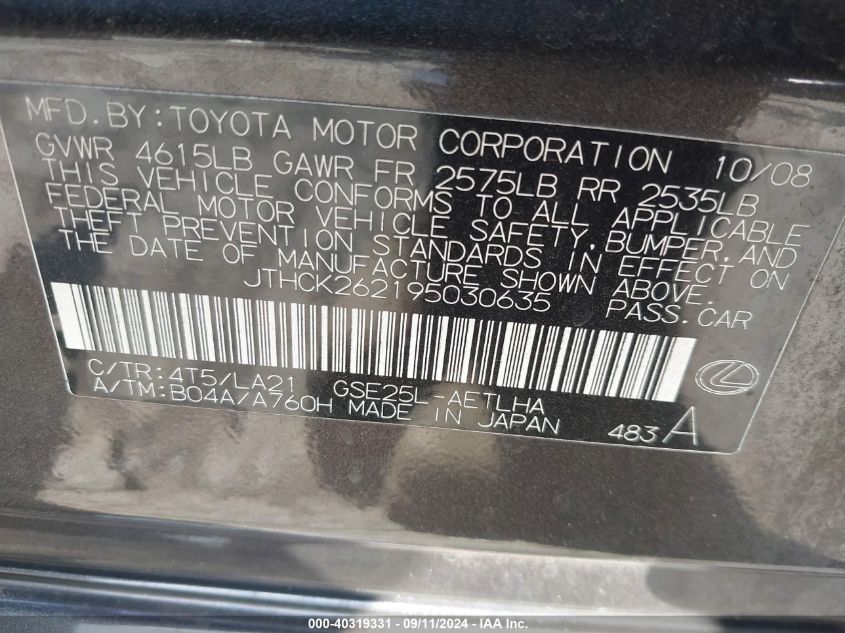 MFD.BY:TOYOTA MOTOR CORPORATION 10/08
GVWR 4615LB GAWR FR 2575LB RR 2535LB
THIS VEHICLE CONFORMS TO ALL APPLICABLE
FEDERAL MOTOR VEHICLE SAFETY,BUMPER,AND
THEFT PREVENTION STANDARDS IN EFFECT ON
THE DATE OF MANUFACTURE SHOWN ABOVE.
JTHCK262195030635 PASS.CAR
C/TR:4T5/LA21 GSE25L-AETLHA
A/TM:B04A/A760H MADE IN JAPAN 483A
000-40319331 - 09/11/2024 - IAA Inc.